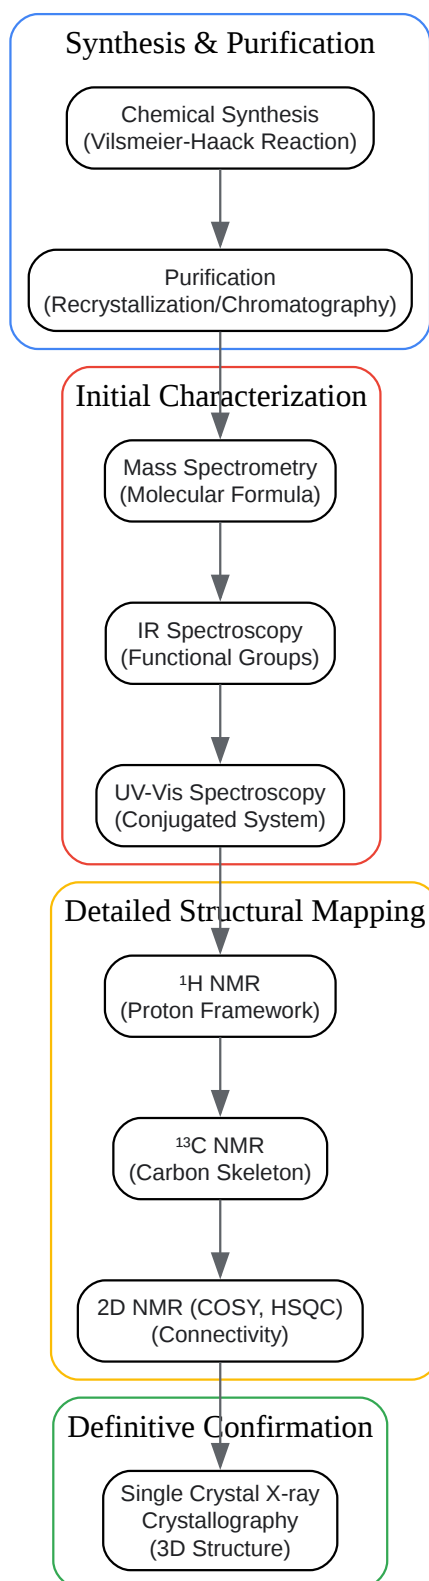 Synthesis & Purification
Chemical Synthesis
(Vilsmeier-Haack Reaction)
Purification
(Recrystallization/Chromatography)
Initial Characterization
Mass Spectrometry
(Molecular Formula)
IR Spectroscopy
(Functional Groups)
UV-Vis Spectroscopy
(Conjugated System)
Detailed Structural Mapping
¹H NMR
(Proton Framework)
¹³C NMR
(Carbon Skeleton)
2D NMR (COSY, HSQC)
(Connectivity)
Definitive Confirmation
Single Crystal X-ray
Crystallography
(3D Structure)